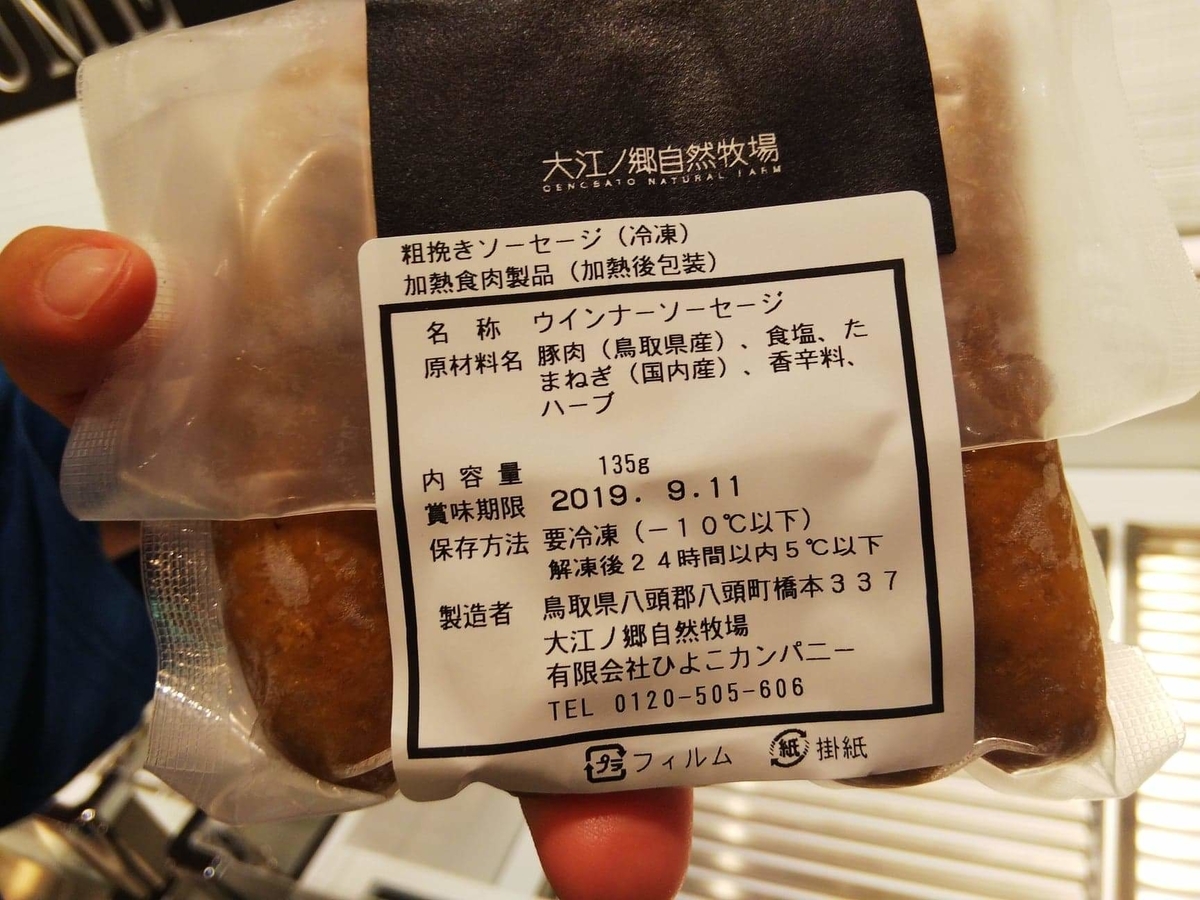 大江ノ郷自然牧場
OENOSATO NATURAL FARM
粗挽きソーセージ（冷凍）
加熱食肉製品（加熱後包装）
名 称 ウインナーソーセージ
原材料名 豚肉（鳥取県産）、食塩、た
まねぎ（国内産）、香辛料、
ハーブ
内容量 135g
賞味期限 2019. 9.11
保存方法 要冷凍（－１０℃以下）
解凍後２４時間以内５℃以下
製造者 鳥取県八頭郡八頭町橋本３３７
大江ノ郷自然牧場
有限会社ひよこカンパニー
TEL 0120-505-606
プラ フィルム 紙 掛紙